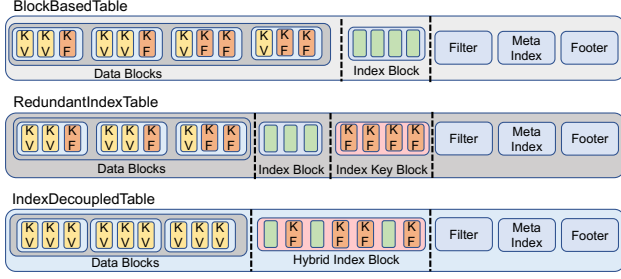 BlockBasedTable
K K K K K K K K K K K K
V V F V V F V F F V F F
Filter
Meta
Index
Footer
Data Blocks
Index Block
RedundantIndexTable
K K K K K K K K K
V V F V V F V F F
K K K K
F F F F
Filter
Meta
Index
Footer
Data Blocks
Index Block
Index Key Block
IndexDecoupledTable
K K K K K K K K K
V V V V V V V V V
K K K K
F F F F
Filter
Meta
Index
Footer
Data Blocks
Hybrid Index Block